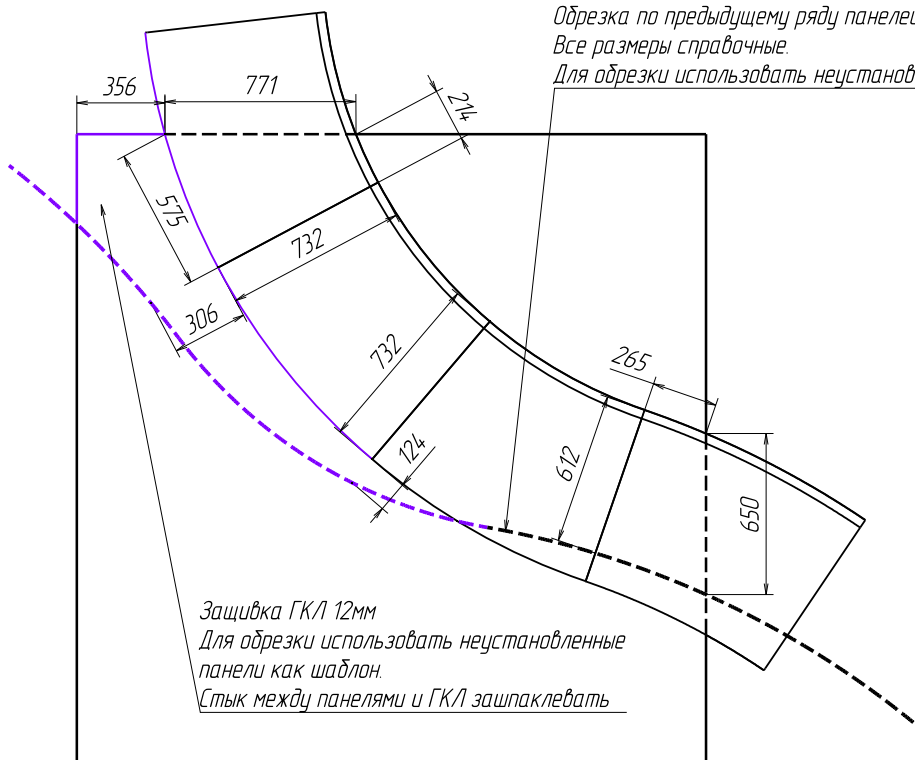 Обрезка по предыдущему ряду панелей
Все размеры справочные.
Для обрезки использовать
356
771
214
575
732
306
732
265
124
612
650
Защивка ГКЛ 12мм
Для обрезки использовать неустановленные
панели как шаблон.
Стык между панелями и ГКЛ зашпаклевать